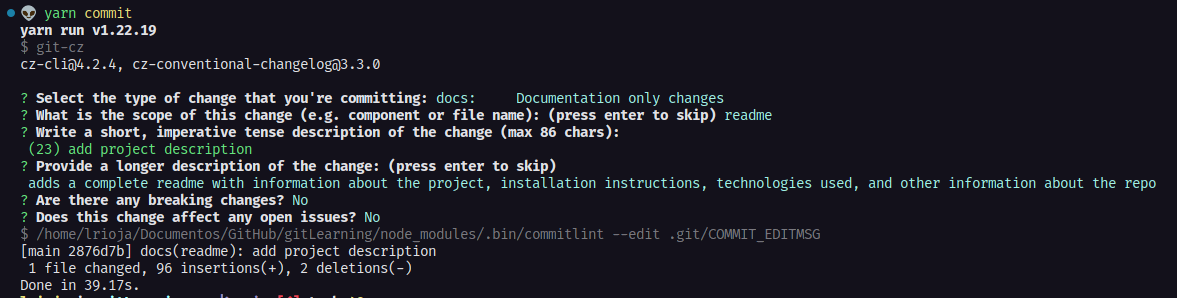 yarn commit
yarn run v1.22.19
$ git-cz
cz-cli@4.2.4, cz-conventional-changelog@3.3.0
? Select the type of change that you're committing: docs: Documentation only changes
? What is the scope of this change (e.g. component or file name): (press enter to skip) readme
? Write a short, imperative tense description of the change (max 86 chars):
(23) add project description
? Provide a longer description of the change: (press enter to skip)
adds a complete readme with information about the project, installation instructions, technologies used, and other information about the repo
? Are there any breaking changes? No
? Does this change affect any open issues? No
$ /home/lrioja/Documentos/GitHub/gitLearning/node_modules/.bin/commitlint --edit .git/COMMIT_EDITMSG
[main 2876d7b] docs(readme): add project description
1 file changed, 96 insertions(+), 2 deletions(-)
Done in 39.17s.